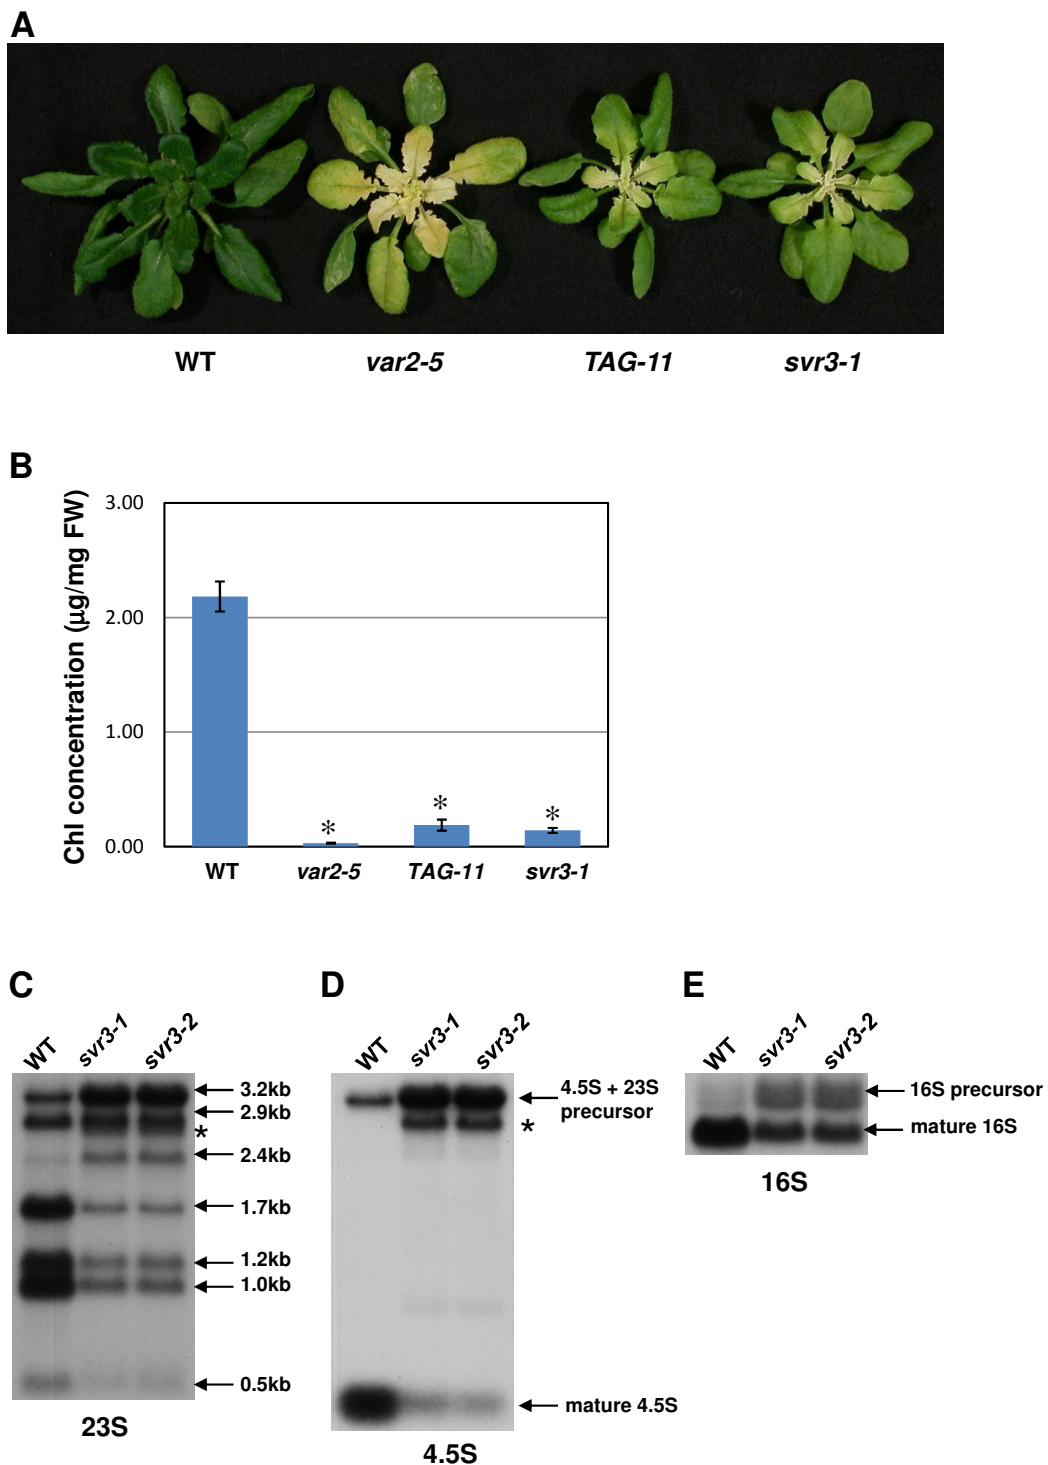 A
WT var2-5 TAG-11 svr3-1
B
Chl concentration (μg/mg FW)
3.00
2.00
1.00
0.00
*
*
*
WT var2-5 TAG-11 svr3-1
C
WT svr3-1 svr3-2
3.2kb
2.9kb
*
2.4kb
1.7kb
1.2kb
1.0kb
0.5kb
23S
D
WT svr3-1 svr3-2
4.5S + 23S
precursor
*
mature 4.5S
4.5S
E
WT svr3-1 svr3-2
16S precursor
mature 16S
16S